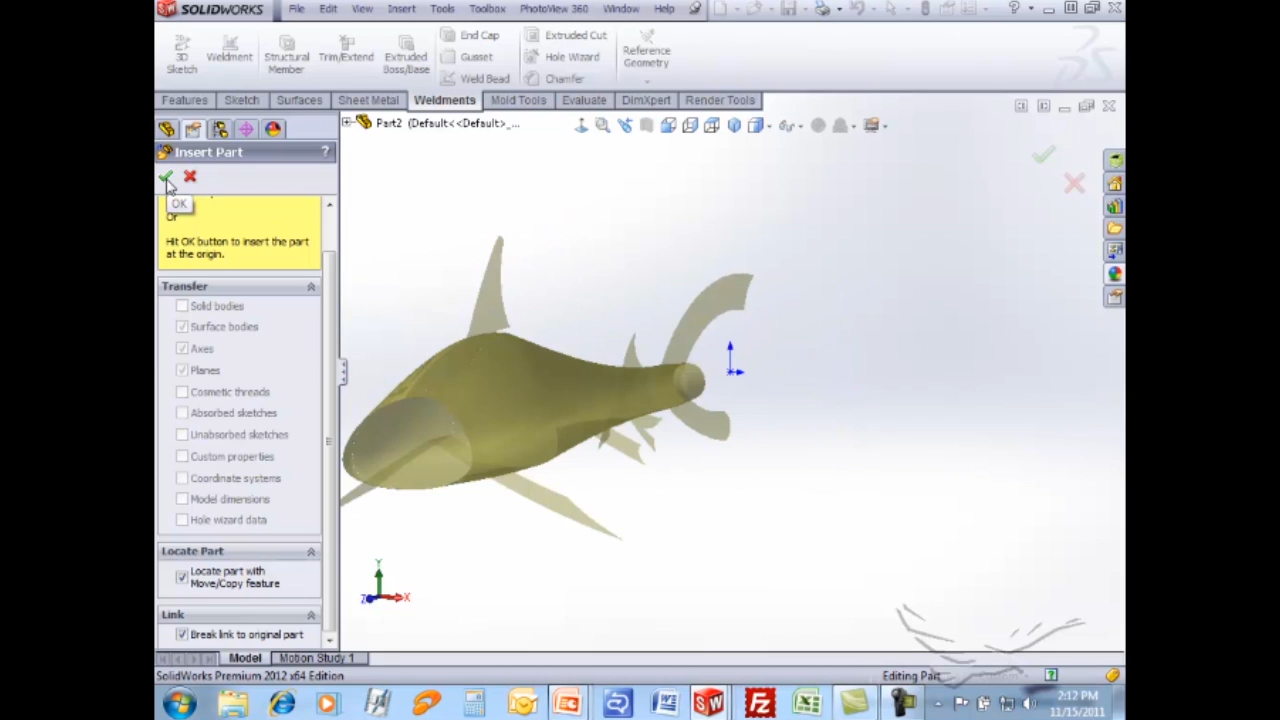 SOLIDWORKS File Edit View Insert Tools Toolbox PhotoView 360 Window Help
3D Sketch
Weldment
Structural Member
Trim/Extend
Extruded Boss/Base
End Cap
Gusset
Weld Bead
Extruded Cut
Hole Wizard
Chamfer
Reference Geometry
Features Sketch Surfaces Sheet Metal Weldments Mold Tools Evaluate DimXpert Render Tools
Part2 (Default<<Default>_...
Insert Part ?
OK
Or
Hit OK button to insert the part
at the origin.
Transfer
Solid bodies
Surface bodies
Axes
Planes
Cosmetic threads
Absorbed sketches
Unabsorbed sketches
Custom properties
Coordinate systems
Model dimensions
Hole wizard data
Locate Part
Locate part with
Move/Copy feature
Link
Break link to original part
Y
Z X
Model Motion Study 1
SolidWorks Premium 2012 x64 Edition Editing Part
2:12 PM
11/15/2011